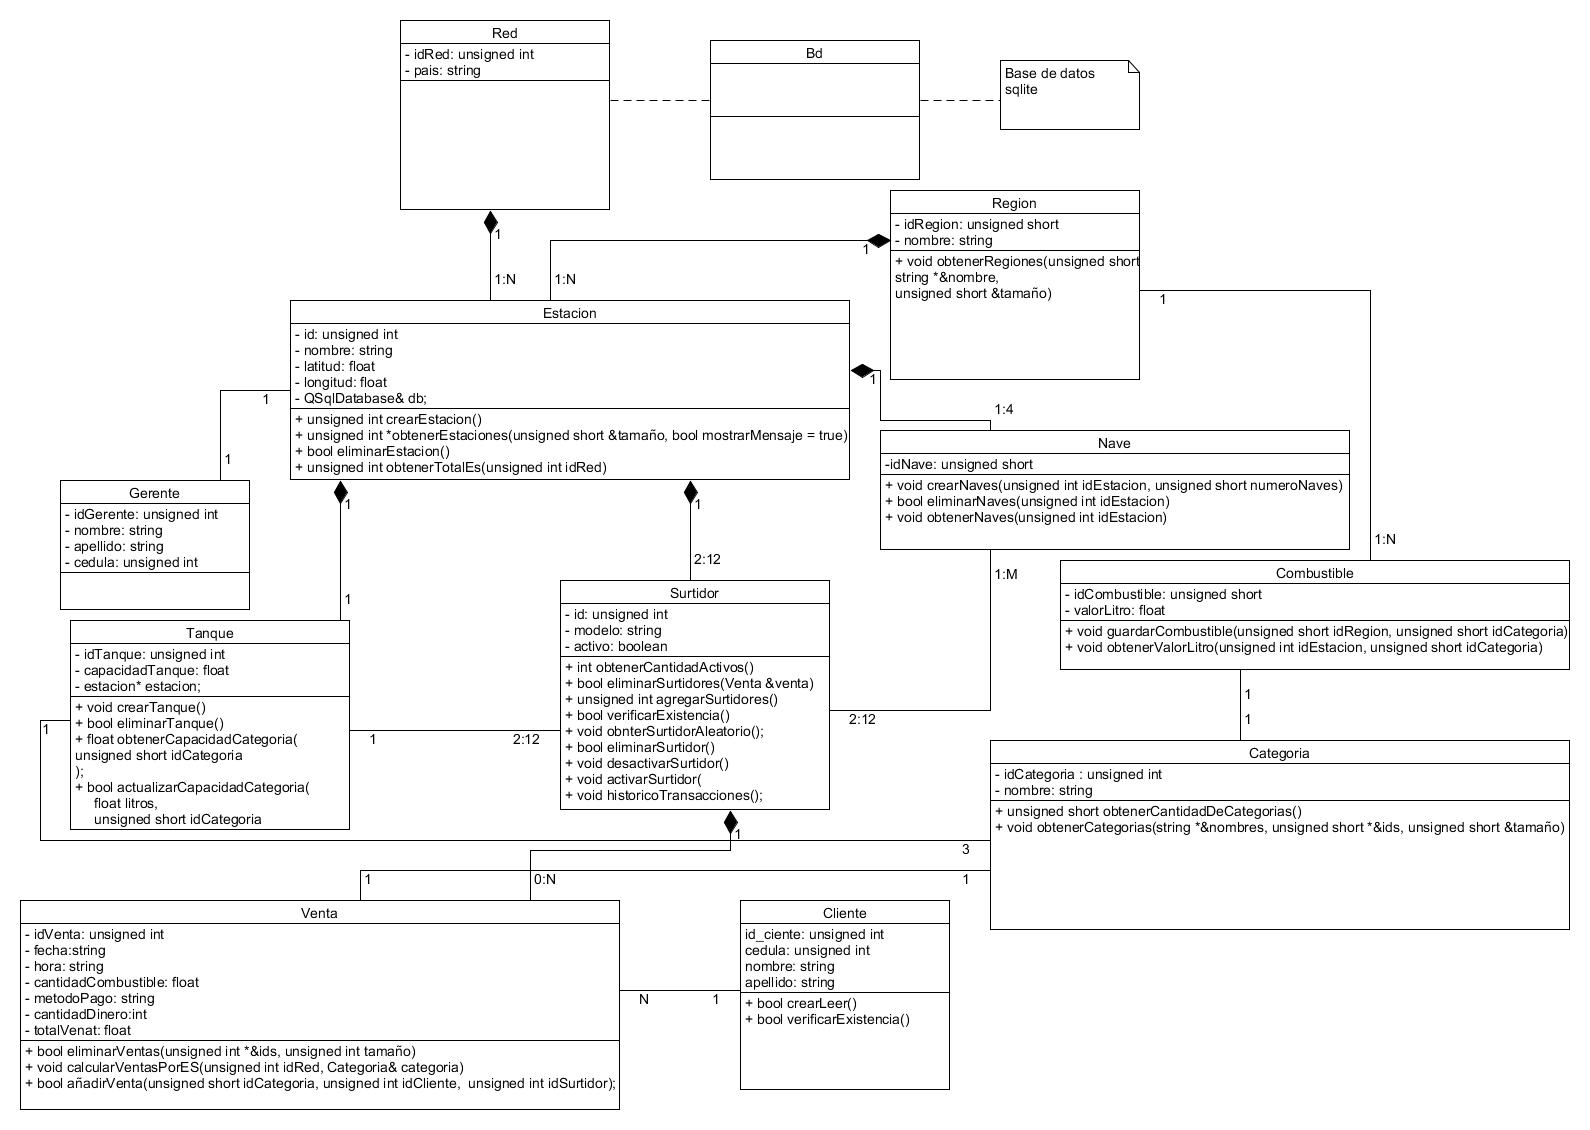 Red
- idRed: unsigned int
- pais: string
Bd
Base de datos
sqlite
1
1:N
1:N
1
Region
- idRegion: unsigned short
- nombre: string
+ void obtenerRegiones(unsigned short
string *&nombre,
unsigned short &tamaño)
1
1:N
Estacion
- id: unsigned int
- nombre: string
- latitud: float
- longitud: float
- QSqlDatabase& db;
+ unsigned int crearEstacion()
+ unsigned int *obtenerEstaciones(unsigned short &tamaño, bool mostrarMensaje = true)
+ bool eliminarEstacion()
+ unsigned int obtenerTotalEs(unsigned int idRed)
1
1:4
1
1
Nave
-idNave: unsigned short
+ void crearNaves(unsigned int idEstacion, unsigned short numeroNaves)
+ bool eliminarNaves(unsigned int idEstacion)
+ void obtenerNaves(unsigned int idEstacion)
Gerente
- idGerente: unsigned int
- nombre: string
- apellido: string
- cedula: unsigned int
1
1
1
2:12
1:M
2:12
Combustible
- idCombustible: unsigned short
- valorLitro: float
+ void guardarCombustible(unsigned short idRegion, unsigned short idCategoria)
+ void obtenerValorLitro(unsigned int idEstacion, unsigned short idCategoria)
1
1
Surtidor
- id: unsigned int
- modelo: string
- activo: boolean
+ int obtenerCantidadActivos()
+ bool eliminarSurtidores(Venta &venta)
+ unsigned int agregarSurtidores()
+ bool verificarExistencia()
+ void obnterSurtidorAleatorio();
+ bool eliminarSurtidor()
+ void desactivarSurtidor()
+ void activarSurtidor(
+ void historicoTransacciones();
Tanque
- idTanque: unsigned int
- capacidadTanque: float
- estacion* estacion;
+ void crearTanque()
+ bool eliminarTanque()
+ float obtenerCapacidadCategoria(
unsigned short idCategoria
);
+ bool actualizarCapacidadCategoria(
float litros,
unsigned short idCategoria
1
1
2:12
Categoria
- idCategoria : unsigned int
- nombre: string
+ unsigned short obtenerCantidadDeCategorias()
+ void obtenerCategorias(string *&nombres, unsigned short *&ids, unsigned short &tamaño)
1
3
1
0:N
1
Venta
- idVenta: unsigned int
- fecha:string
- hora: string
- cantidadCombustible: float
- metodoPago: string
- cantidadDinero:int
- totalVenat: float
+ bool eliminarVentas(unsigned int *&ids, unsigned int tamaño)
+ void calcularVentasPorES(unsigned int idRed, Categoria& categoria)
+ bool añadirVenta(unsigned short idCategoria, unsigned int idCliente,  unsigned int idSurtidor);
N
1
Cliente
id_ciente: unsigned int
cedula: unsigned int
nombre: string
apellido: string
+ bool crearLeer()
+ bool verificarExistencia()